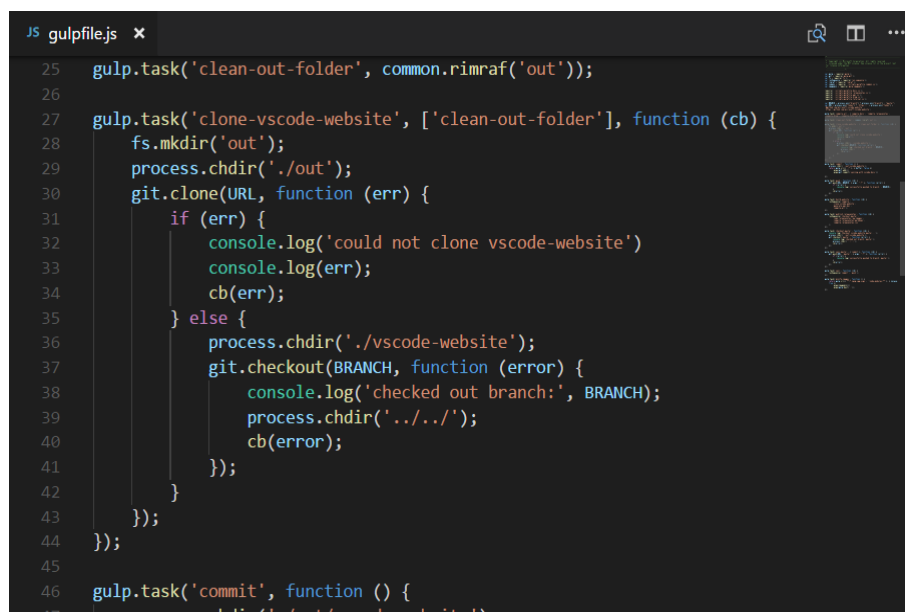 JS gulpfile.js ×
25 gulp.task('clean-out-folder', common.rimraf('out'));
26
27 gulp.task('clone-vscode-website', ['clean-out-folder'], function (cb) {
28     fs.mkdir('out');
29     process.chdir('./out');
30     git.clone(URL, function (err) {
31         if (err) {
32             console.log('could not clone vscode-website')
33             console.log(err);
34             cb(err);
35         } else {
36             process.chdir('./vscode-website');
37             git.checkout(BRANCH, function (error) {
38                 console.log('checked out branch:', BRANCH);
39                 process.chdir('../../');
40                 cb(error);
41             });
42         }
43     });
44 });
45
46 gulp.task('commit', function () {